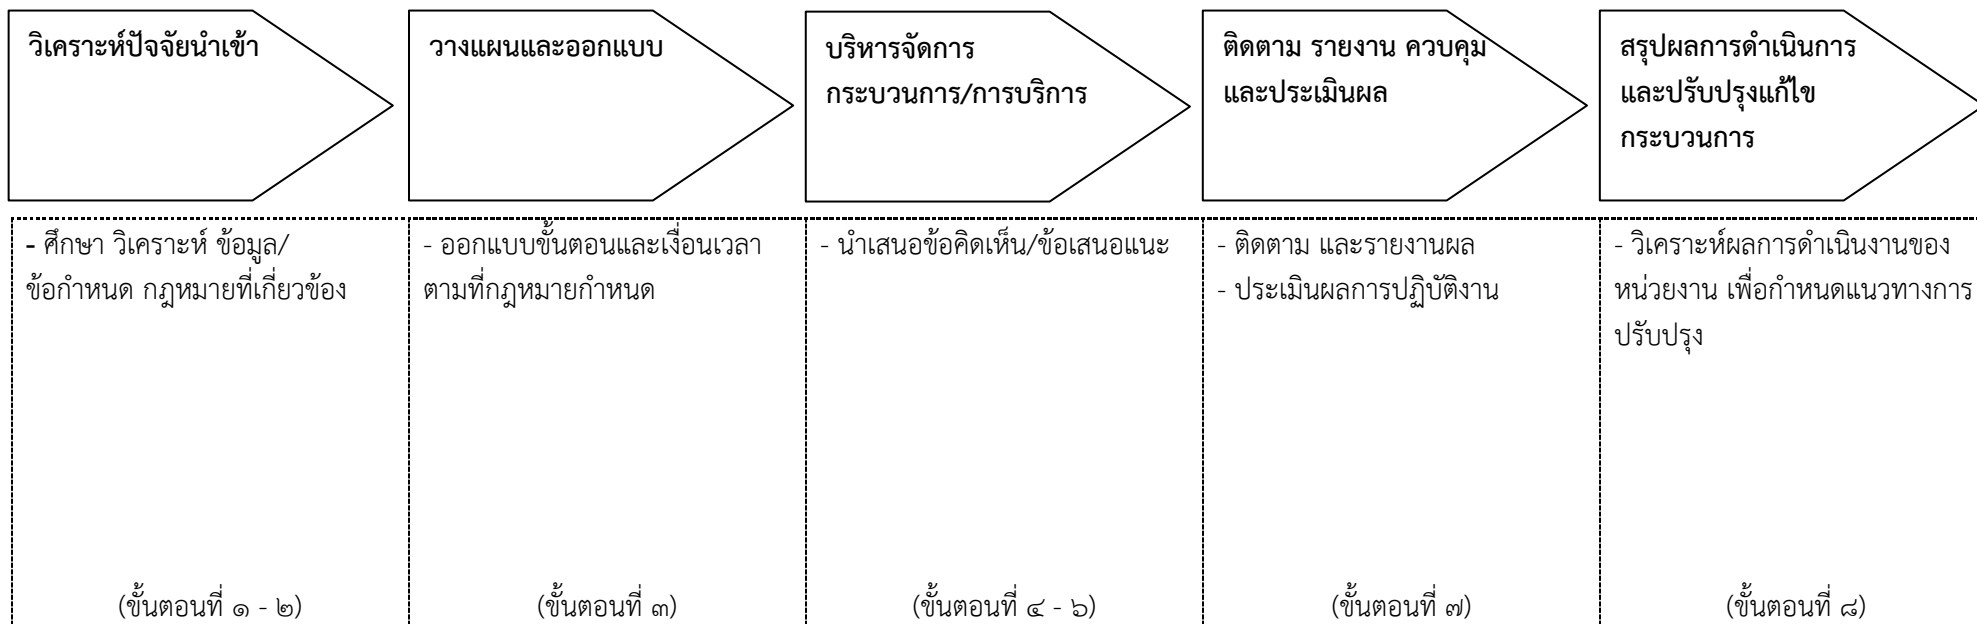 วิเคราะห์ปัจจัยนำเข้า
วางแผนและออกแบบ
บริหารจัดการ
กระบวนการ/การบริการ
ติดตาม รายงาน ควบคุม
และประเมินผล
สรุปผลการดำเนินการ
และปรับปรุงแก้ไข
กระบวนการ
- ศึกษา วิเคราะห์ ข้อมูล/
ข้อกำหนด กฎหมายที่เกี่ยวข้อง
(ขั้นตอนที่ ๑ - ๒)
- ออกแบบขั้นตอนและเงื่อนเวลา
ตามที่กฎหมายกำหนด
(ขั้นตอนที่ ๓)
- นำเสนอข้อคิดเห็น/ข้อเสนอแนะ
(ขั้นตอนที่ ๔ - ๖)
- ติดตาม และรายงานผล
- ประเมินผลการปฏิบัติงาน
(ขั้นตอนที่ ๗)
- วิเคราะห์ผลการดำเนินงานของ
หน่วยงาน เพื่อกำหนดแนวทางการ
ปรับปรุง
(ขั้นตอนที่ ๘)